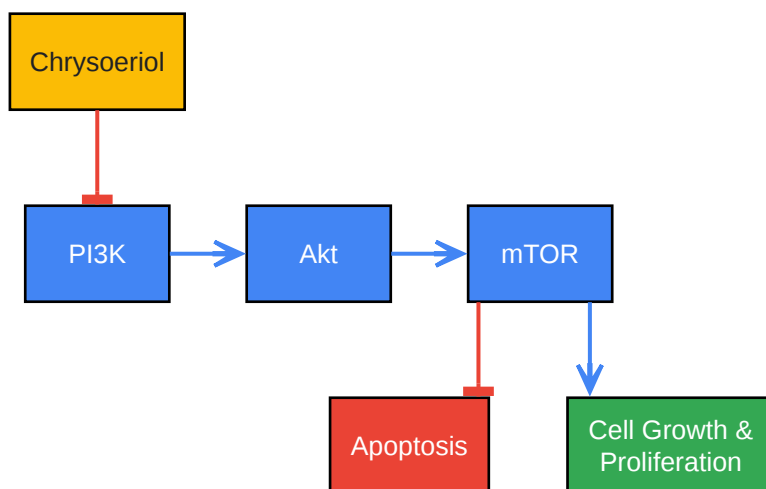 Chrysoeriol
PI3K
Akt
mTOR
Apoptosis
Cell Growth &
Proliferation